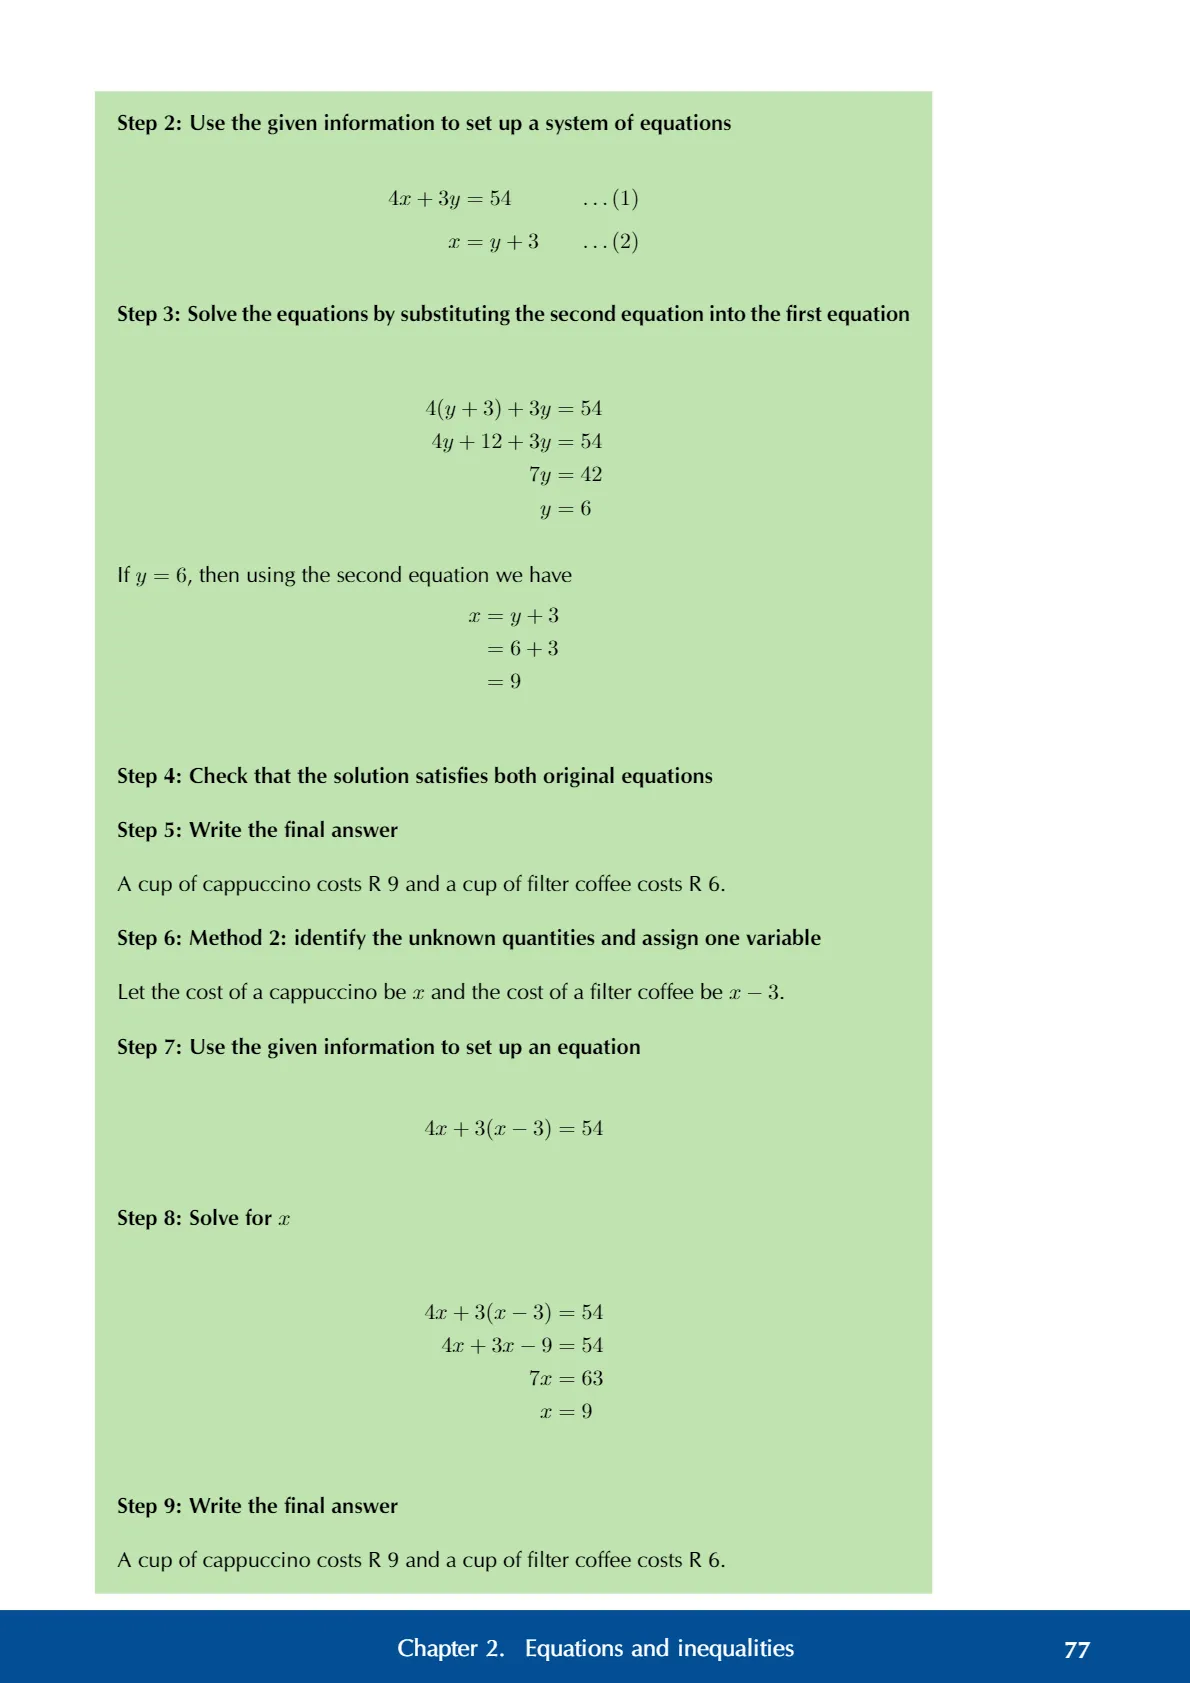 Step 2: Use the given information to set up a system of equations
4x + 3y = 54 . . . (1)
x = y + 3 . . . (2)
Step 3: Solve the equations by substituting the second equation into the first equation
4(y + 3) + 3y = 54
4y + 12 + 3y = 54
7y = 42
y = 6
If y = 6, then using the second equation we have
x = y + 3
= 6 + 3
= 9
Step 4: Check that the solution satisfies both original equations
Step 5: Write the final answer
A cup of cappuccino costs R 9 and a cup of filter coffee costs R 6.
Step 6: Method 2: identify the unknown quantities and assign one variable
Let the cost of a cappuccino be x and the cost of a filter coffee be x − 3.
Step 7: Use the given information to set up an equation
4x + 3(x − 3) = 54
Step 8: Solve for x
4x + 3(x − 3) = 54
4x + 3x − 9 = 54
7x = 63
x = 9
Step 9: Write the final answer
A cup of cappuccino costs R 9 and a cup of filter coffee costs R 6.
Chapter 2. Equations and inequalities 77